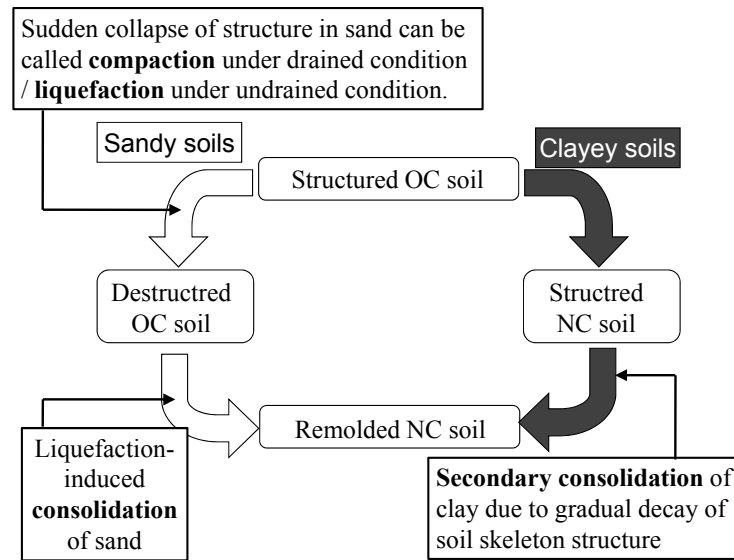 Sudden collapse of structure in sand can be
called compaction under drained condition
/ liquefaction under undrained condition.
Sandy soils
Clayey soils
Structured OC soil
Destructred
OC soil
Structred
NC soil
Remolded NC soil
Liquefaction-
induced
consolidation
of sand
Secondary consolidation of
clay due to gradual decay of
soil skeleton structure